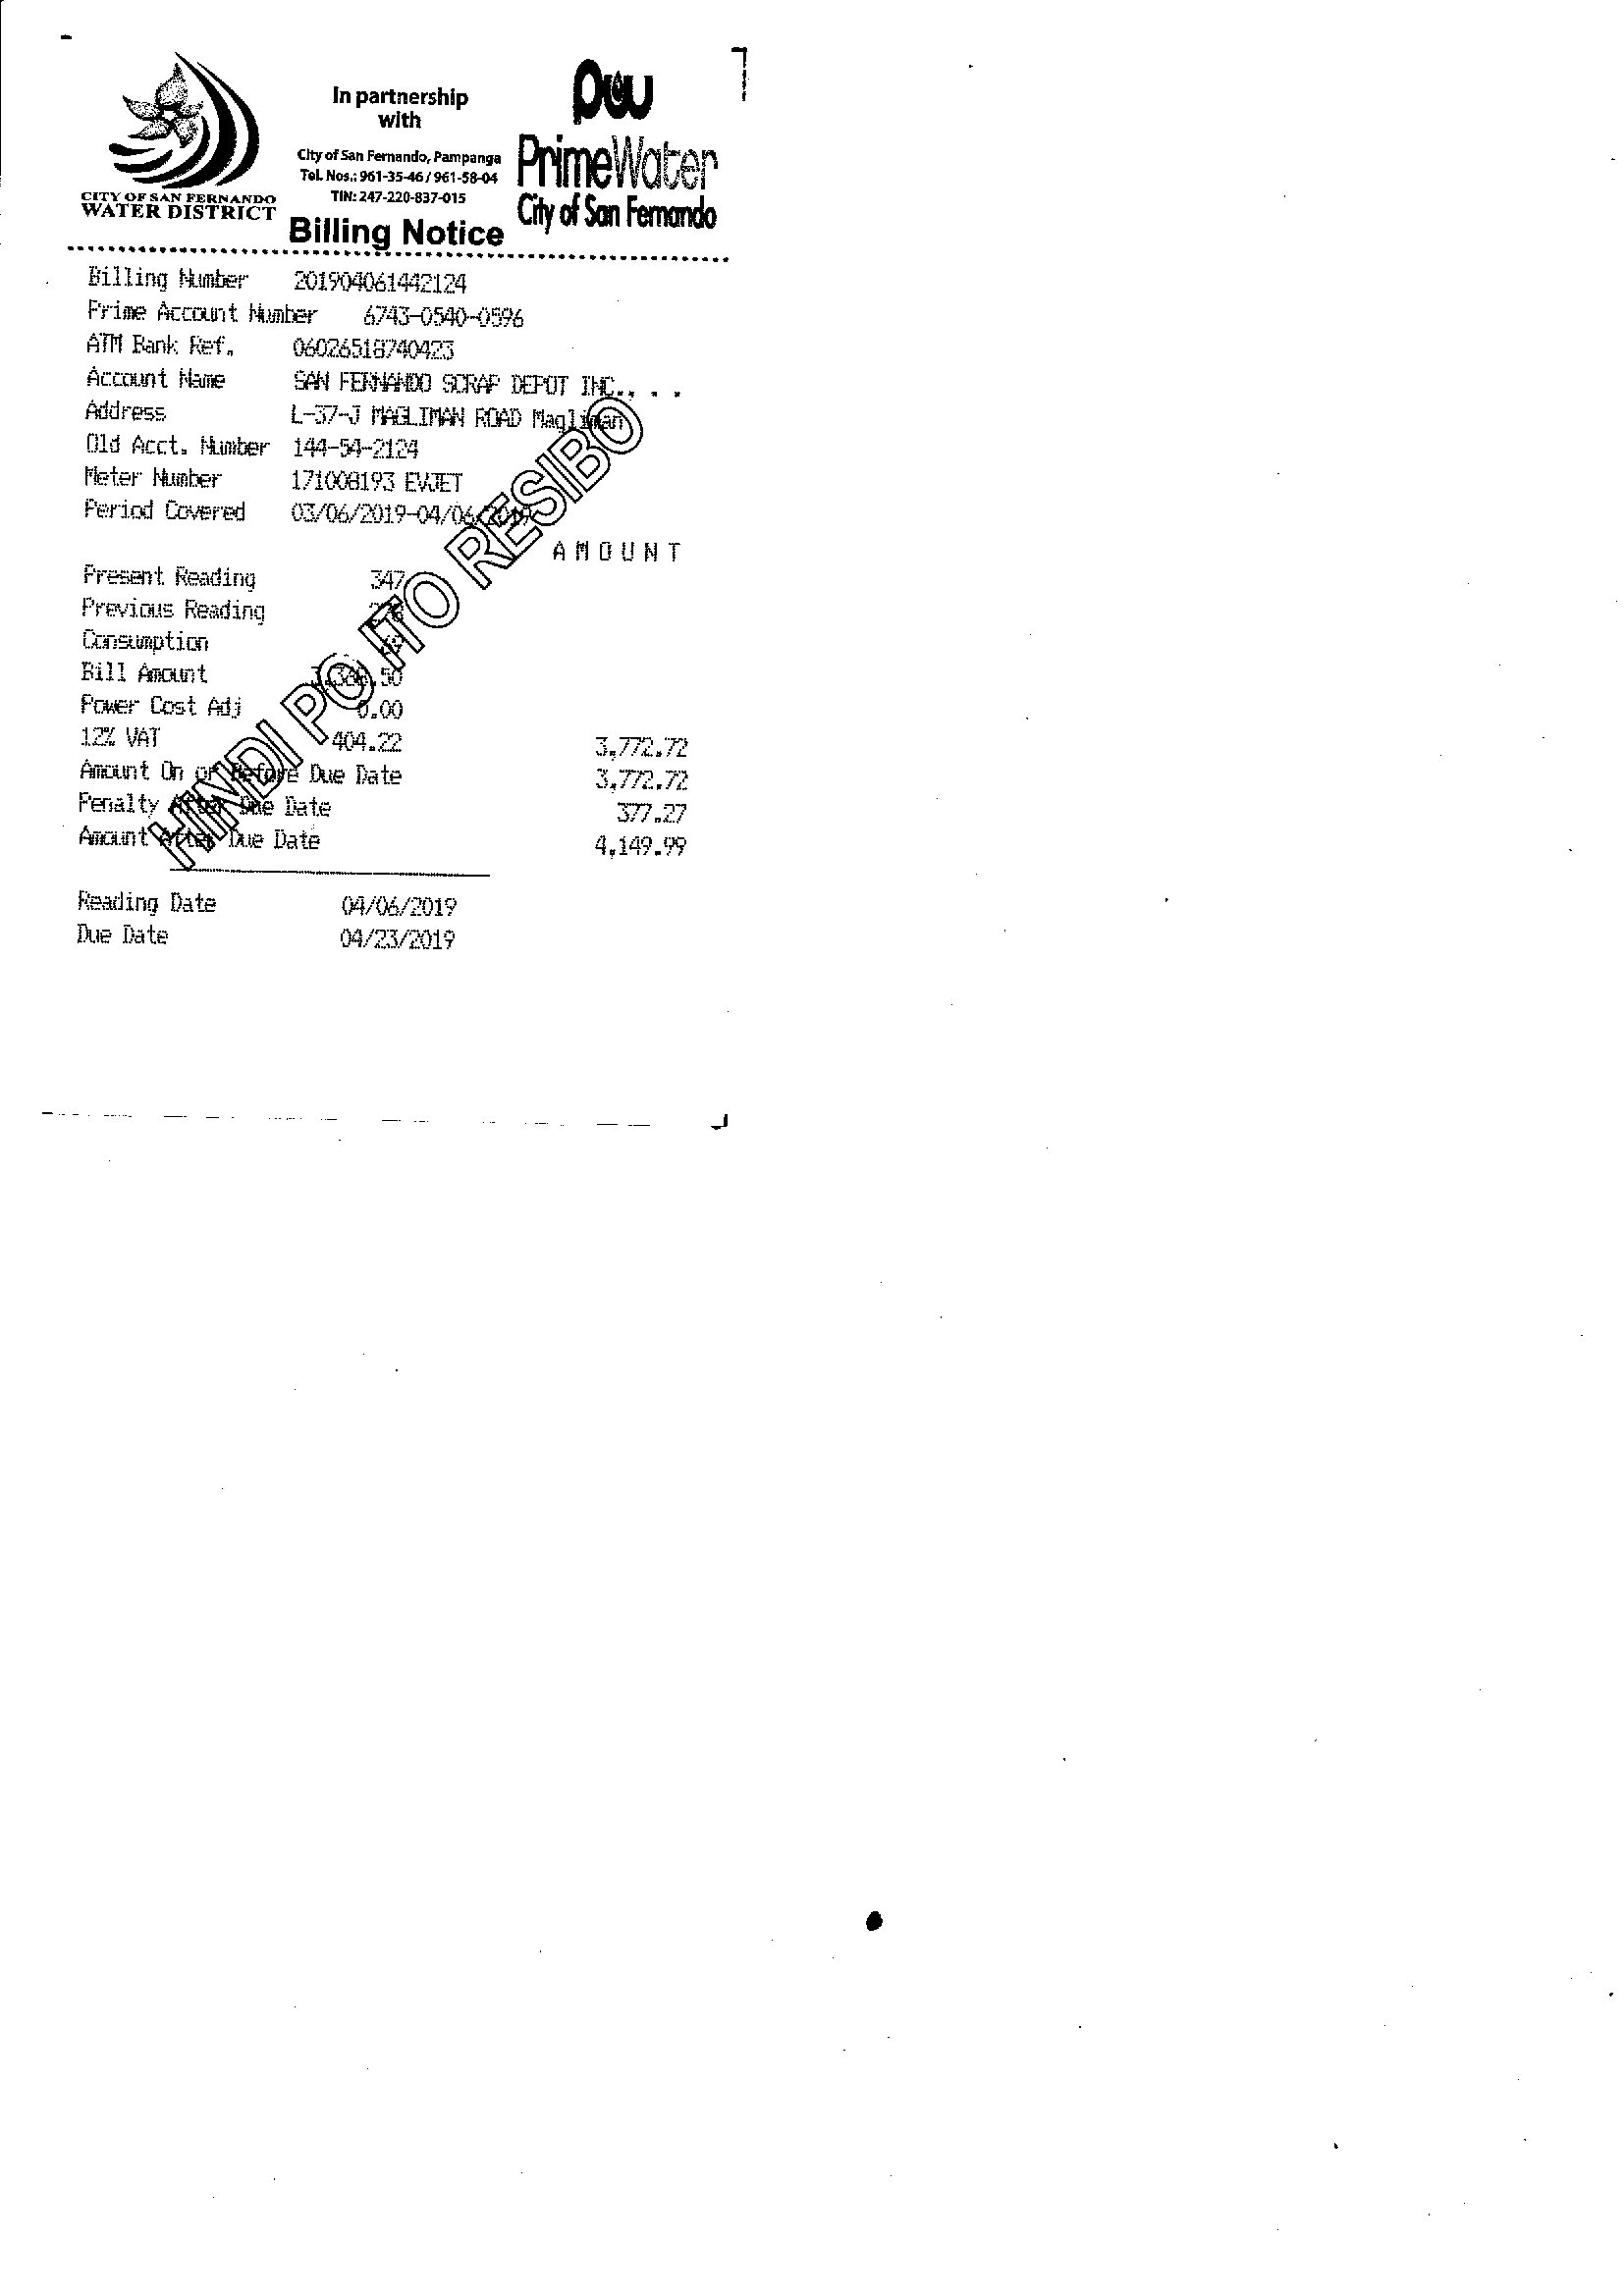 CITY OF SAN FERNANDO
WATER DISTRICT
In partnership
with
City of San Fernando, Pampanga
Tel. Nos.: 961-35-46 / 961-58-04
TIN: 247-220-837-015
Billing Notice
pw
PrimeWater
City of San Fernando
Billing Number 201904061442124
Prime Account Number 6743-0540-0596
ATM Bank Ref. 06026518740423
Account Name SAN FERNANDO SCRAP DEPOT INC., . .
Address L-37-J MAGLIMAN ROAD Magliman
Old Acct. Number 144-54-2124
Meter Number 171008193 EVJET
Period Covered 03/06/2019-04/06/2019
AMOUNT
Present Reading 347
Previous Reading
Consumption 69
Bill Amount
Power Cost Adj 0.00
12% VAT 404.22 3,772.72
Amount On or Before Due Date 3,772.72
Penalty After Due Date 377.27
Amount After Due Date 4,149.99
HINDI PO ITO RESIBO
Reading Date 04/06/2019
Due Date 04/23/2019